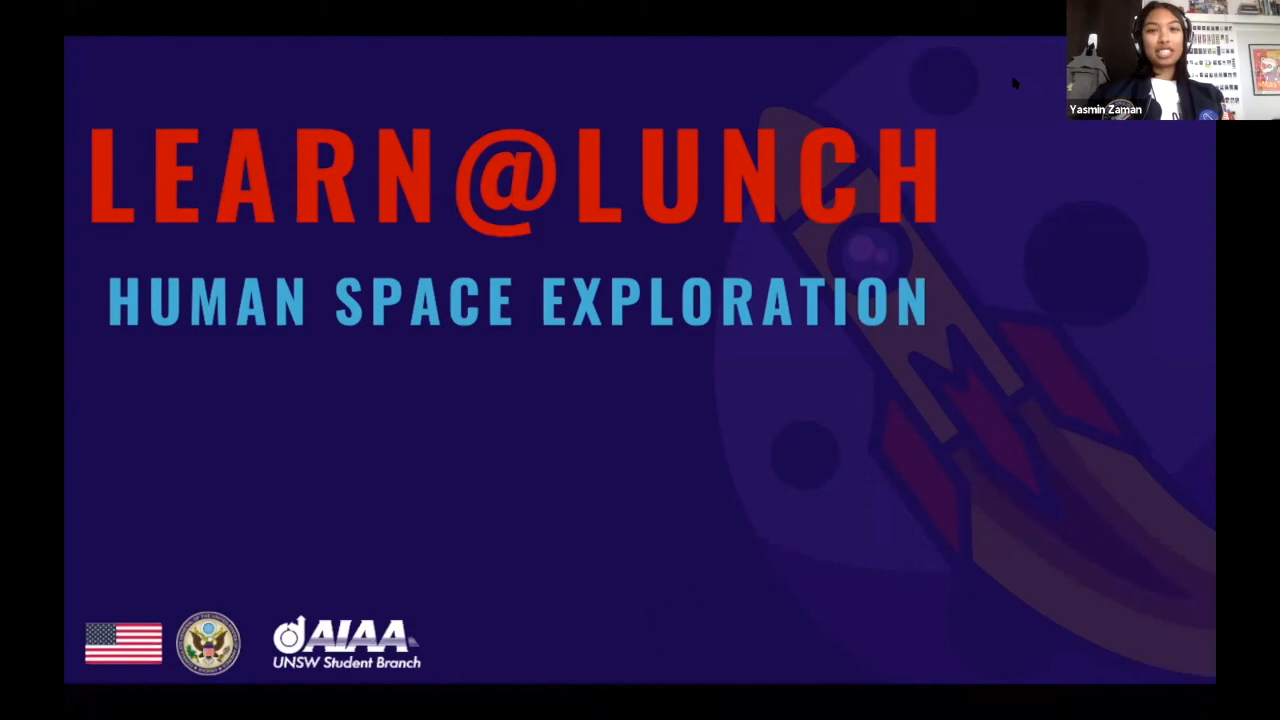 Yasmin Zaman
LEARN@LUNCH
HUMAN SPACE EXPLORATION
AIAA
UNSW Student Branch